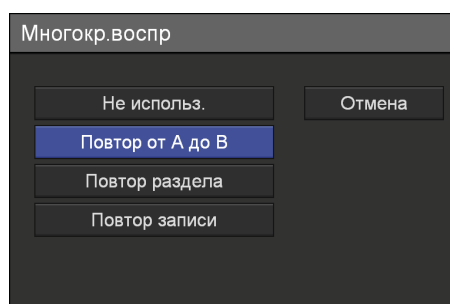 Многокр.воспр
Не использ.
Отмена
Повтор от А до В
Повтор раздела
Повтор записи